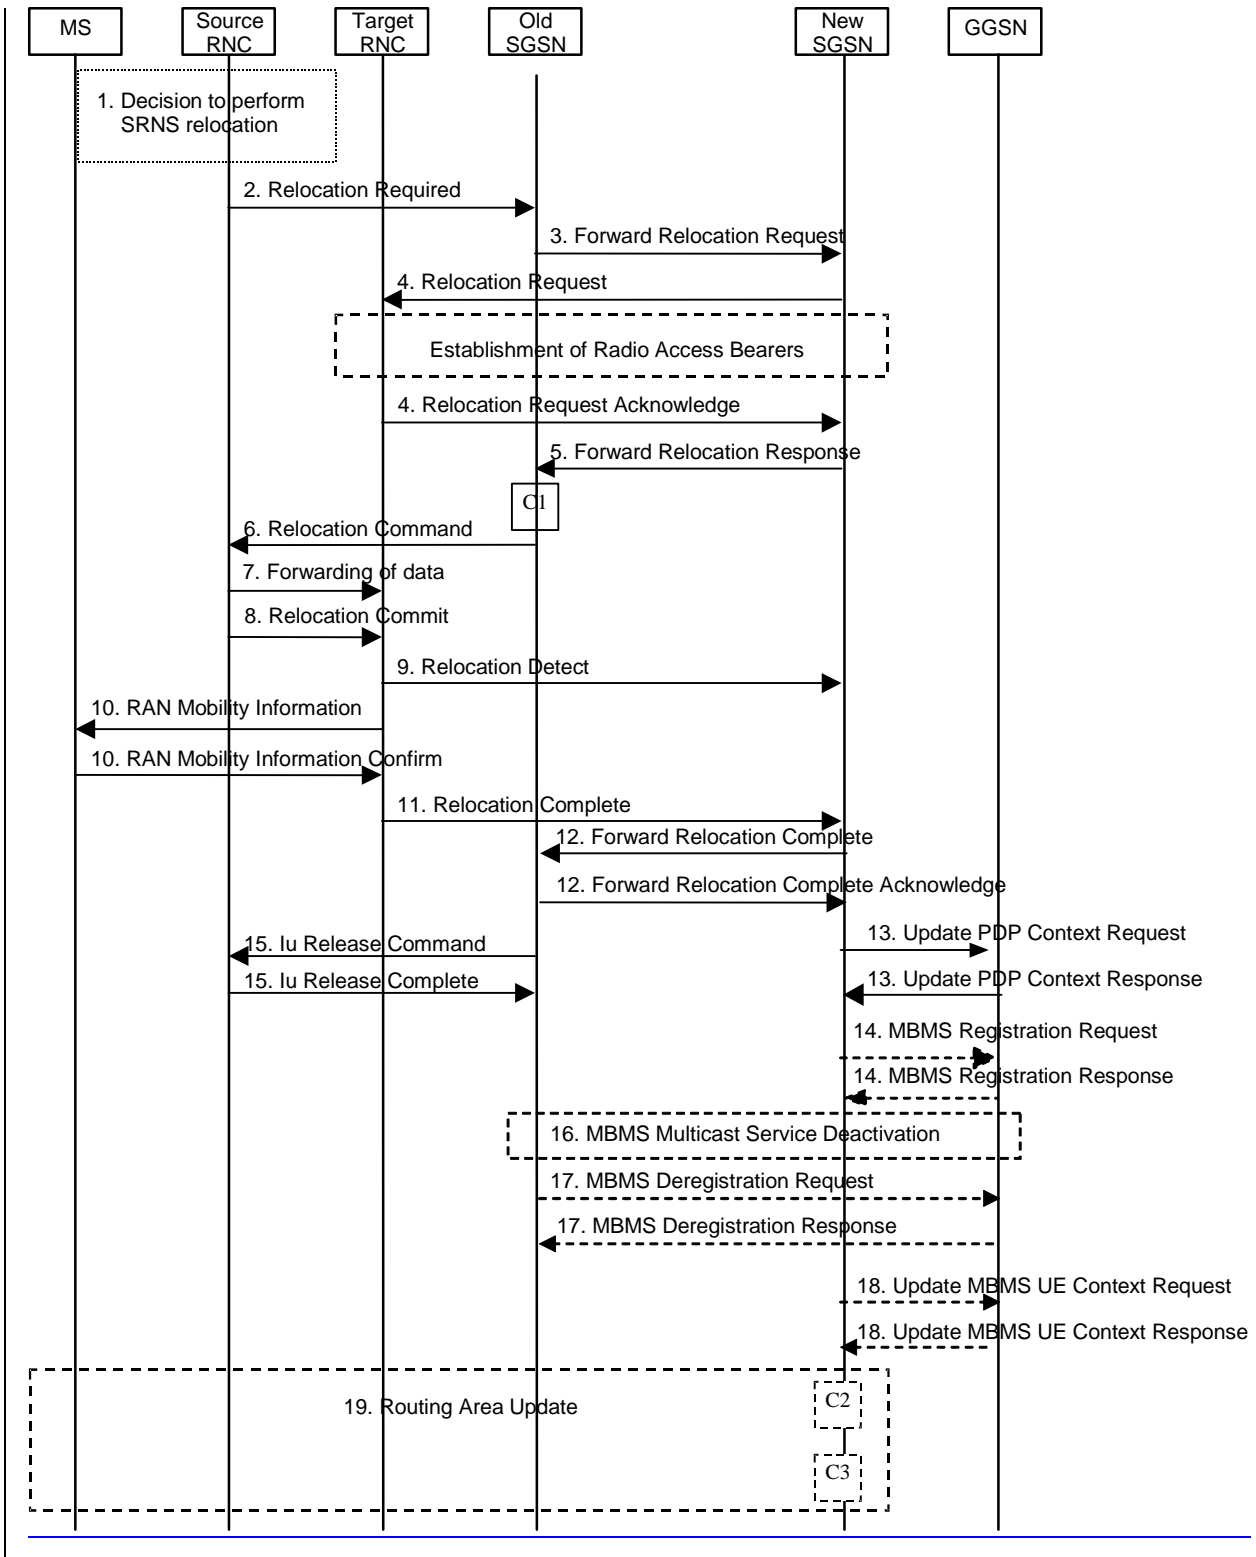 MS
Source
RNC
Target
RNC
Old
SGSN
New
SGSN
GGSN
1. Decision to perform
SRNS relocation
2. Relocation Required
3. Forward Relocation Request
4. Relocation Request
Establishment of Radio Access Bearers
4. Relocation Request Acknowledge
5. Forward Relocation Response
C1
6. Relocation Command
7. Forwarding of data
8. Relocation Commit
9. Relocation Detect
10. RAN Mobility Information
10. RAN Mobility Information Confirm
11. Relocation Complete
12. Forward Relocation Complete
12. Forward Relocation Complete Acknowledge
13. Update PDP Context Request
15. Iu Release Command
13. Update PDP Context Response
15. Iu Release Complete
14. MBMS Registration Request
14. MBMS Registration Response
16. MBMS Multicast Service Deactivation
17. MBMS Deregistration Request
17. MBMS Deregistration Response
18. Update MBMS UE Context Request
18. Update MBMS UE Context Response
C2
19. Routing Area Update
C3